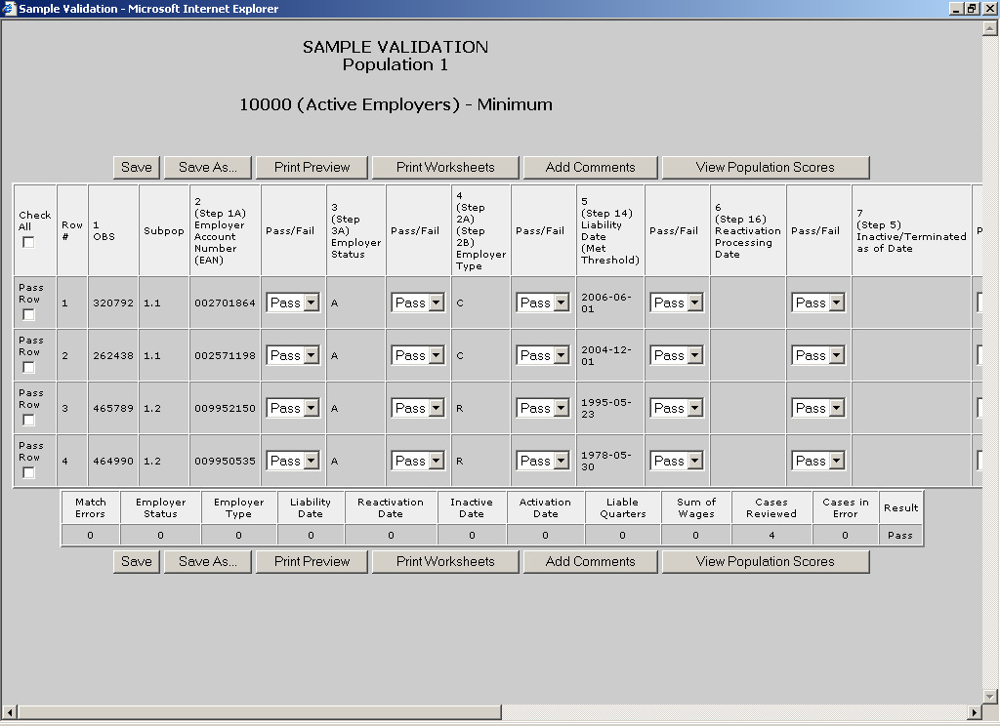 Sample Validation - Microsoft Internet Explorer
SAMPLE VALIDATION
Population 1
10000 (Active Employers) - Minimum
Save Save As... Print Preview Print Worksheets Add Comments View Population Scores
Check
All
Row
#
1
OBS
Subpop
2
(Step 1A)
Employer
Account
Number
(EAN)
Pass/Fail
3
(Step
3A)
Employer
Status
Pass/Fail
4
(Step
2A)
(Step
2B)
Employer
Type
Pass/Fail
5
(Step 14)
Liability
Date
(Met
Threshold)
Pass/Fail
6
(Step 16)
Reactivation
Processing
Date
Pass/Fail
7
(Step 5)
Inactive/Terminated
as of Date
P
Pass
Row
1 320792 1.1 002701864 Pass A Pass C Pass
2006-06-
01
Pass Pass
Pass
Row
2 262438 1.1 002571198 Pass A Pass C Pass
2004-12-
01
Pass Pass
Pass
Row
3 465789 1.2 009952150 Pass A Pass R Pass
1995-05-
23
Pass Pass
Pass
Row
4 464990 1.2 009950535 Pass A Pass R Pass
1978-05-
30
Pass Pass
Match
Errors
Employer
Status
Employer
Type
Liability
Date
Reactivation
Date
Inactive
Date
Activation
Date
Liable
Quarters
Sum of
Wages
Cases
Reviewed
Cases in
Error
Result
0 0 0 0 0 0 0 0 0 4 0 Pass
Save Save As... Print Preview Print Worksheets Add Comments View Population Scores